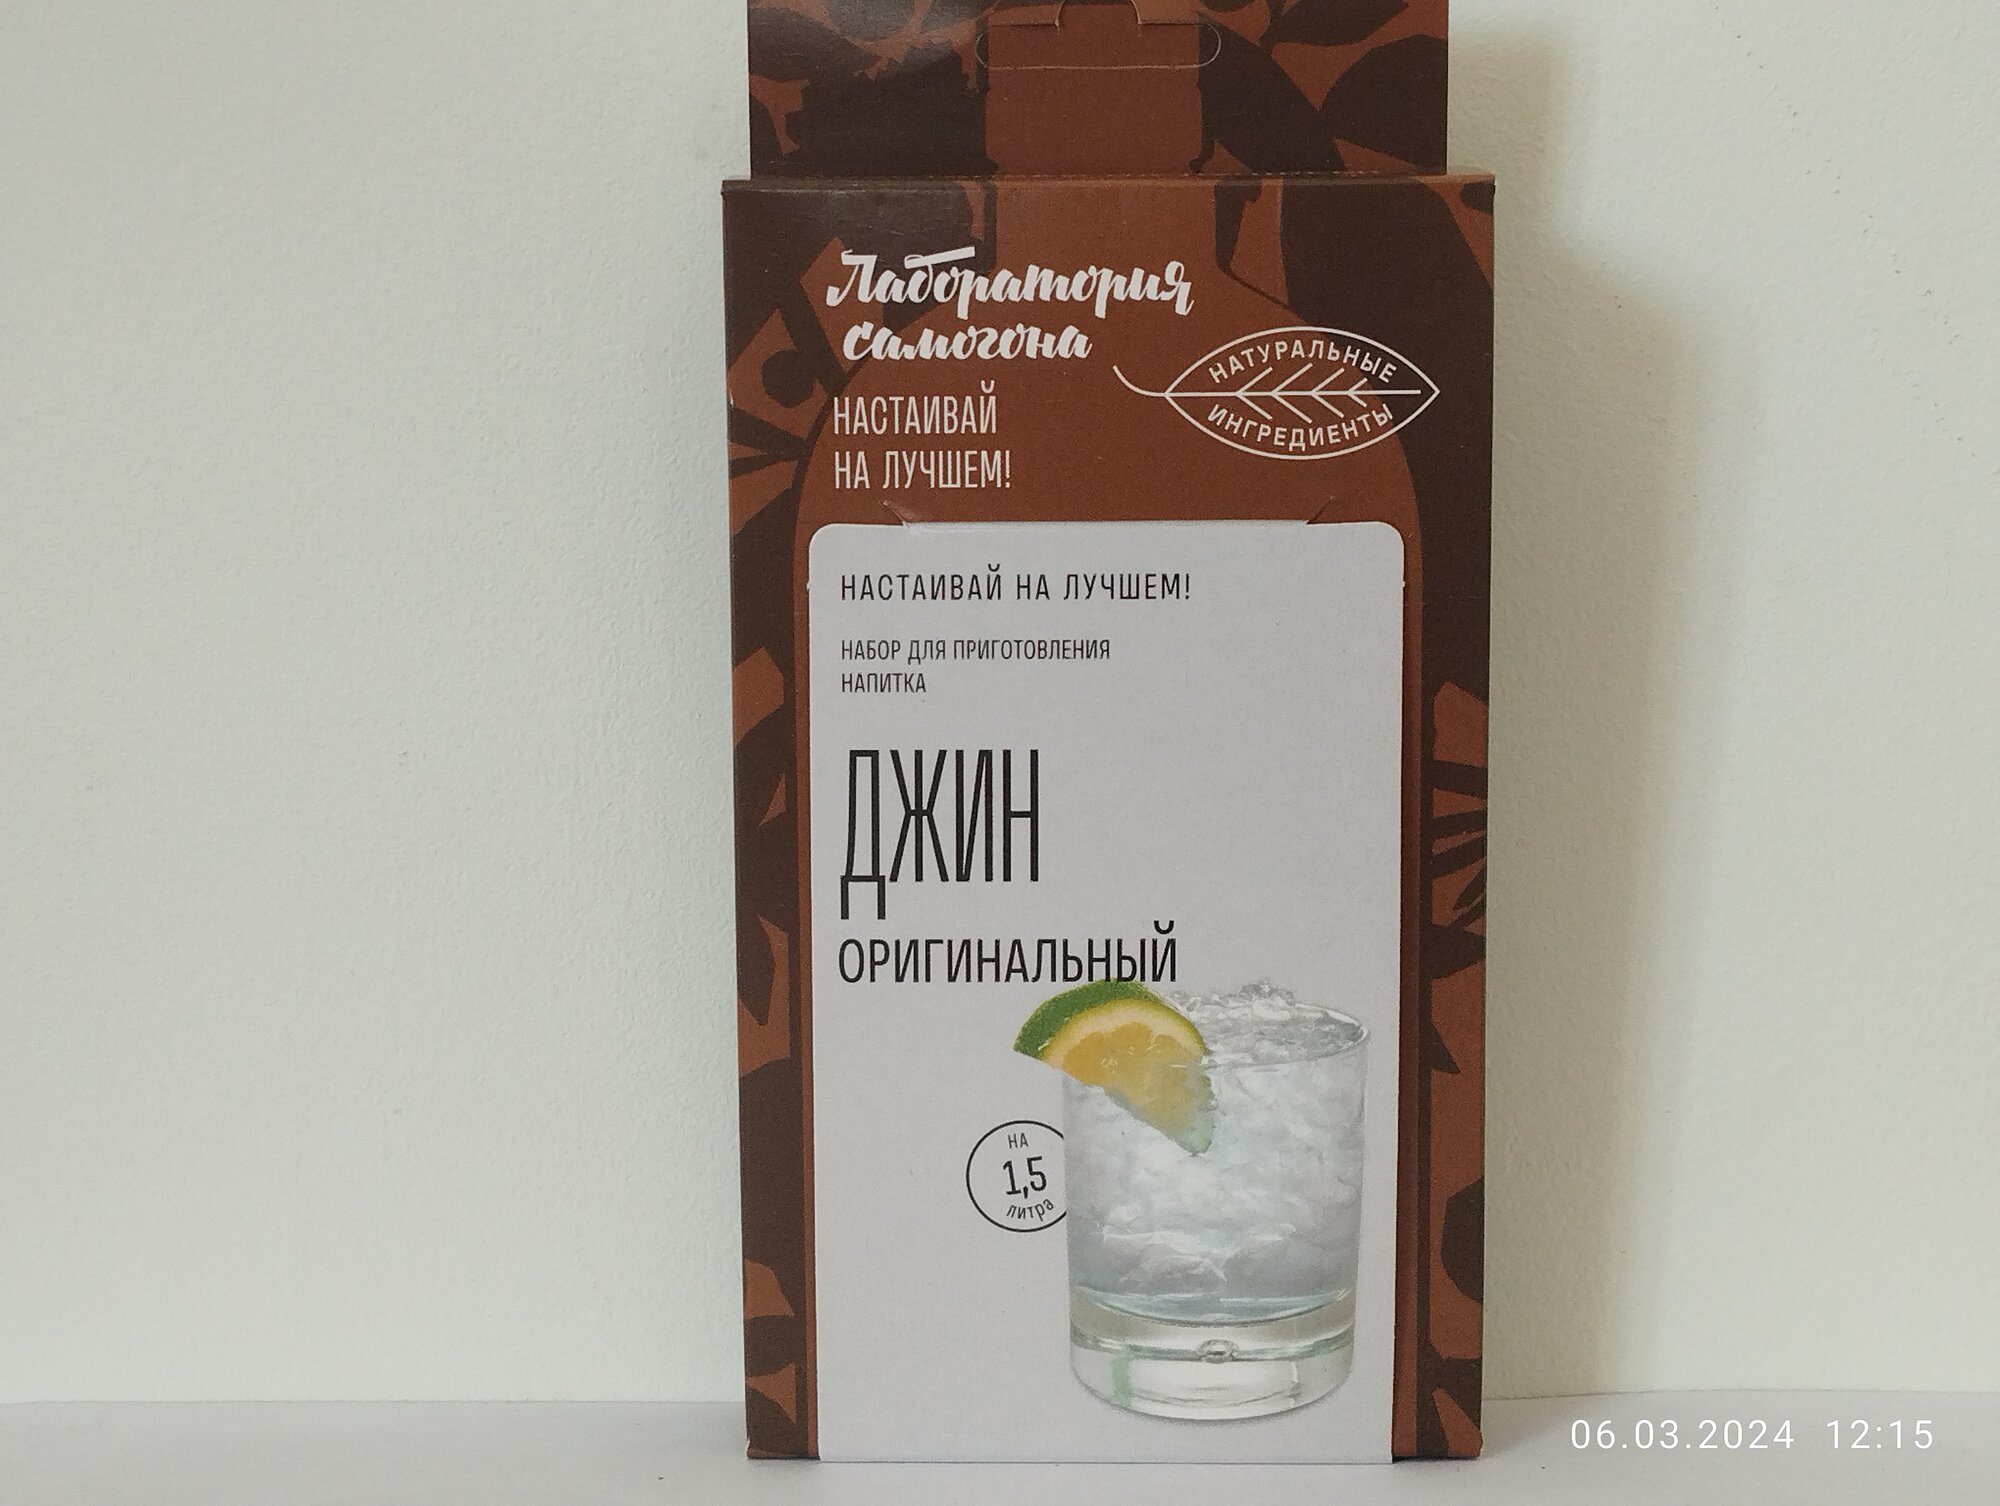 Лаборатория
самогона
НАСТАИВАЙ
НА ЛУЧШЕМ!
НАТУРАЛЬНЫЕ
ИНГРЕДИЕНТЫ
НАСТАИВАЙ НА ЛУЧШЕМ!
НАБОР ДЛЯ ПРИГОТОВЛЕНИЯ
НАПИТКА
ДЖИН
ОРИГИНАЛЬНЫЙ
НА
1,5
литра
06.03.2024 12:15